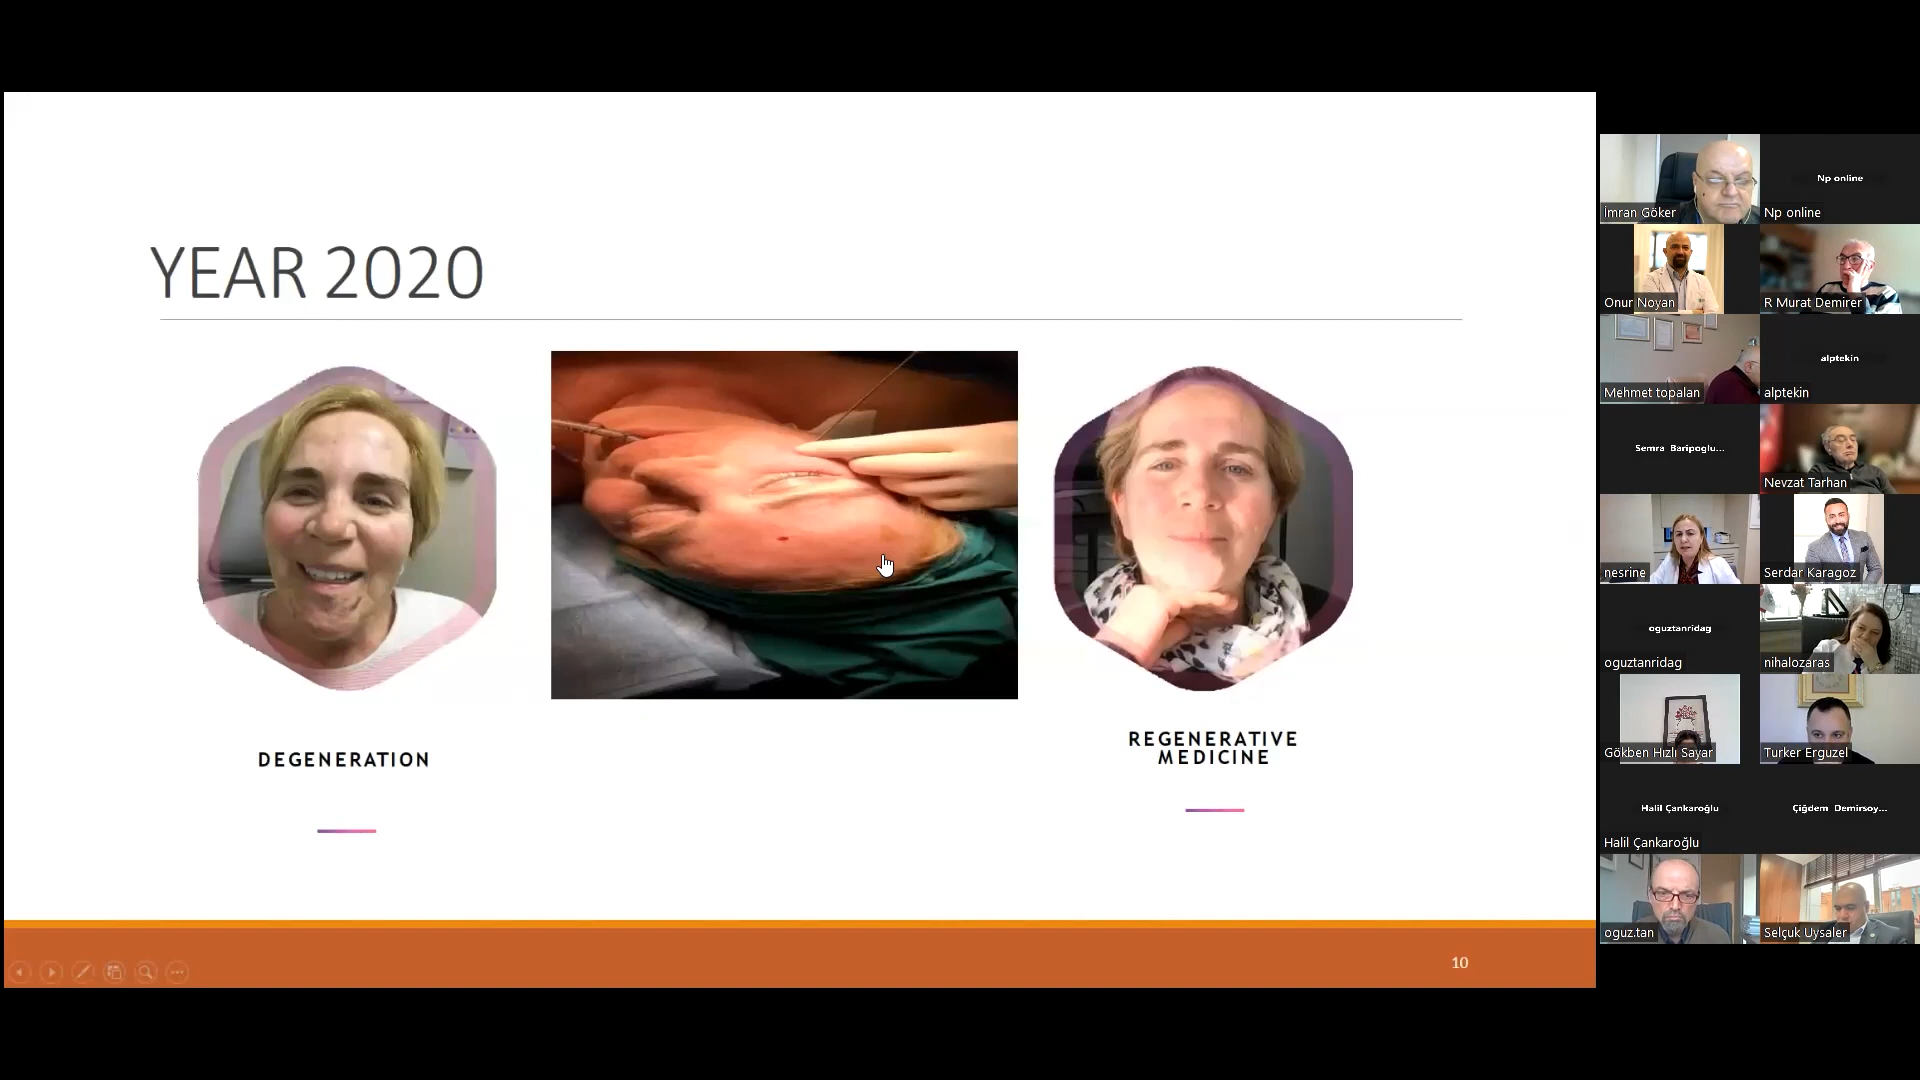 YEAR 2020
DEGENERATION
REGENERATIVE
MEDICINE
10
İmran Göker
Np online
Np online
Onur Noyan
R Murat Demirer
Mehmet topalan
alptekin
alptekin
Semra Baripoglu...
Nevzat Tarhan
nesrine
Serdar Karagoz
oguztanridag
oguztanridag
nihalozaras
Gökben Hızlı Sayar
Turker Erguzel
Halil Çankaroğlu
Halil Çankaroğlu
Çiğdem Demirsoy...
oguz.tan
Selçuk Uysaler